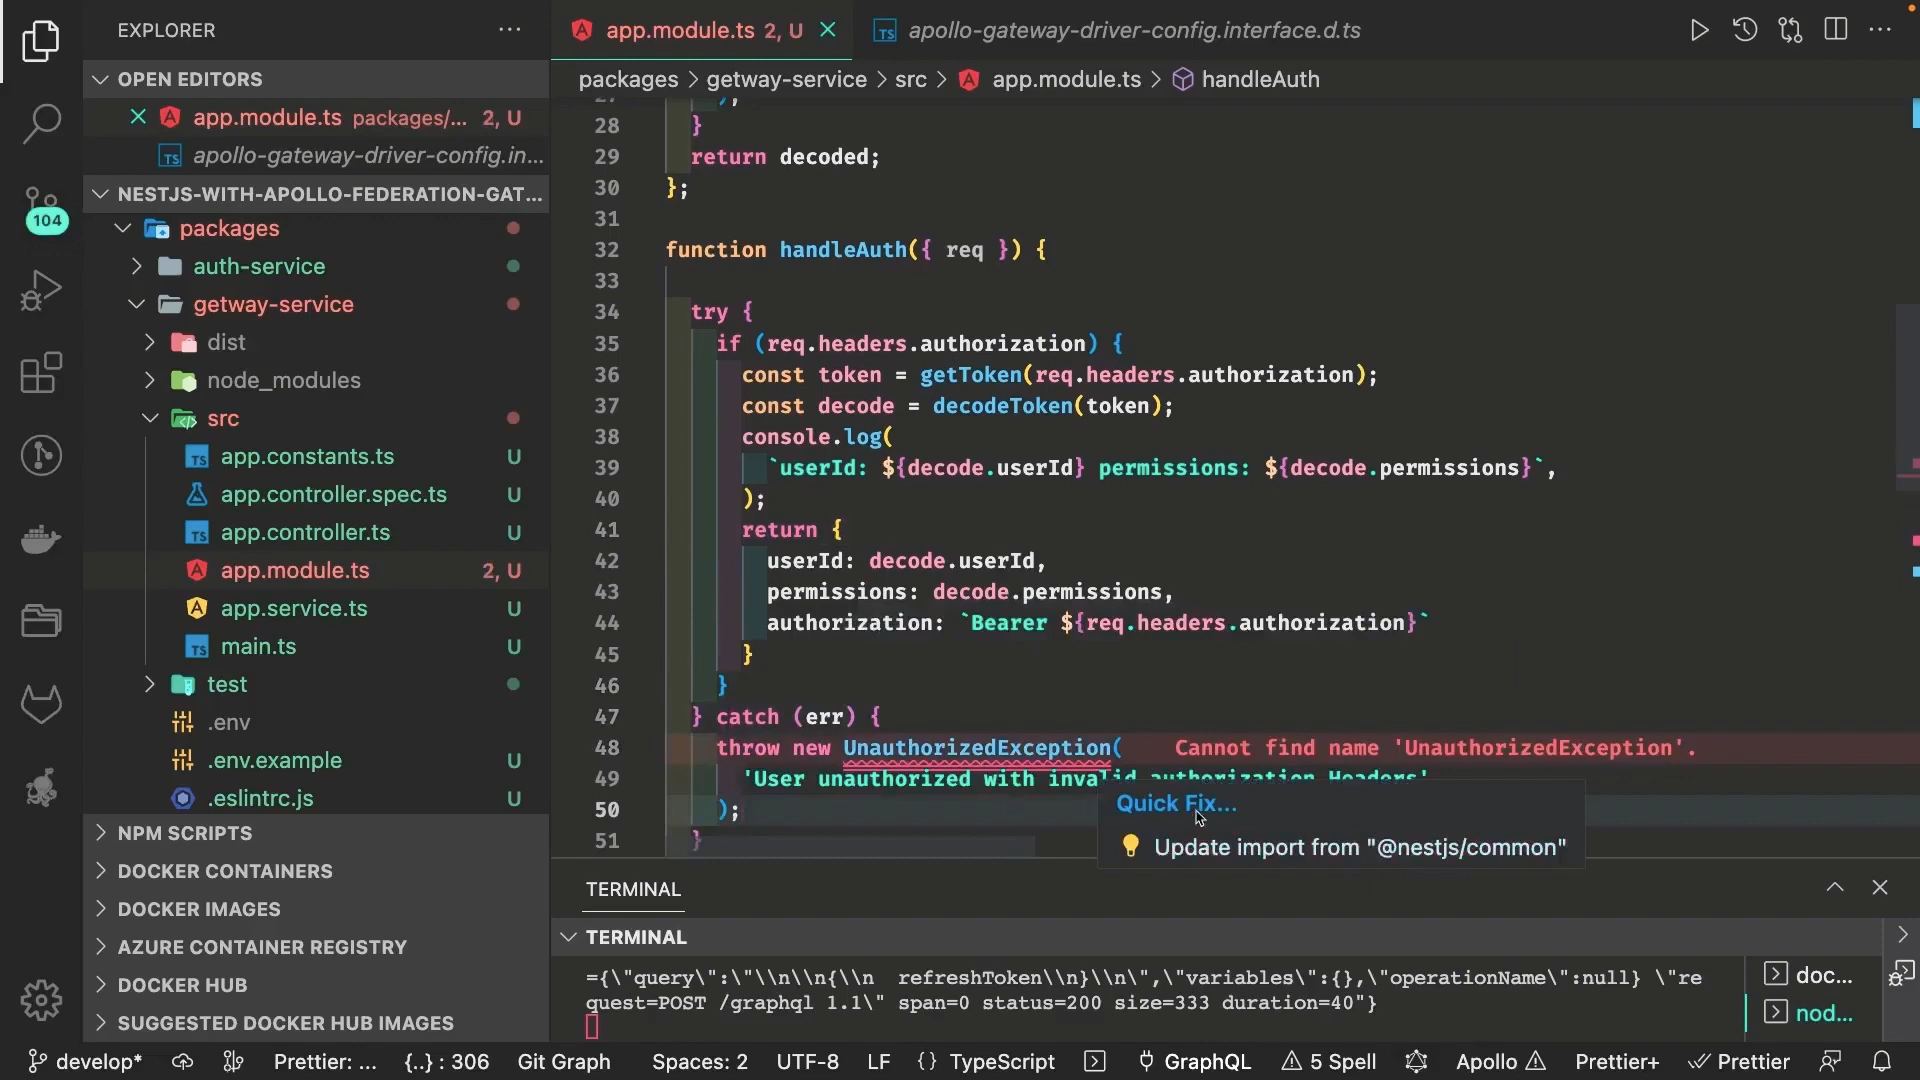 EXPLORER
OPEN EDITORS
app.module.ts packages/... 2, U
apollo-gateway-driver-config.in...
NESTJS-WITH-APOLLO-FEDERATION-GAT...
104
packages
auth-service
getway-service
dist
node_modules
src
app.constants.ts U
app.controller.spec.ts U
app.controller.ts U
app.module.ts 2, U
app.service.ts U
main.ts U
test
.env
.env.example U
.eslintrc.js U
NPM SCRIPTS
DOCKER CONTAINERS
DOCKER IMAGES
AZURE CONTAINER REGISTRY
DOCKER HUB
SUGGESTED DOCKER HUB IMAGES
app.module.ts 2, U
apollo-gateway-driver-config.interface.d.ts
packages > getway-service > src > app.module.ts > handleAuth
27 );
28 }
29 return decoded;
30 };
31
32 function handleAuth({ req }) {
33
34 try {
35 if (req.headers.authorization) {
36 const token = getToken(req.headers.authorization);
37 const decode = decodeToken(token);
38 console.log(
39 `userId: ${decode.userId} permissions: ${decode.permissions}`,
40 );
41 return {
42 userId: decode.userId,
43 permissions: decode.permissions,
44 authorization: `Bearer ${req.headers.authorization}`
45 }
46 }
47 } catch (err) {
48 throw new UnauthorizedException( Cannot find name 'UnauthorizedException'.
49 'User unauthorized with invalid authorization Headers'
50 );
51 }
Quick Fix...
Update import from "@nestjs/common"
TERMINAL
TERMINAL
={\"query\":\"\\n\\n{\\n  refreshToken\\n}\\n\",\"variables\":{},\"operationName\":null} \"re
quest=POST /graphql 1.1\" span=0 status=200 size=333 duration=40"}
doc...
nod...
develop* Prettier: ... {..} : 306 Git Graph Spaces: 2 UTF-8 LF {} TypeScript GraphQL 5 Spell Apollo Prettier+ Prettier